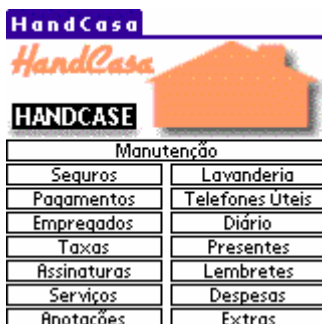 HandCasa
HandCasa
HANDCASE
Manutenção
Seguros Lavanderia
Pagamentos Telefones Úteis
Empregados Diário
Taxas Presentes
Assinaturas Lembretes
Serviços Despesas
Anotações Extras